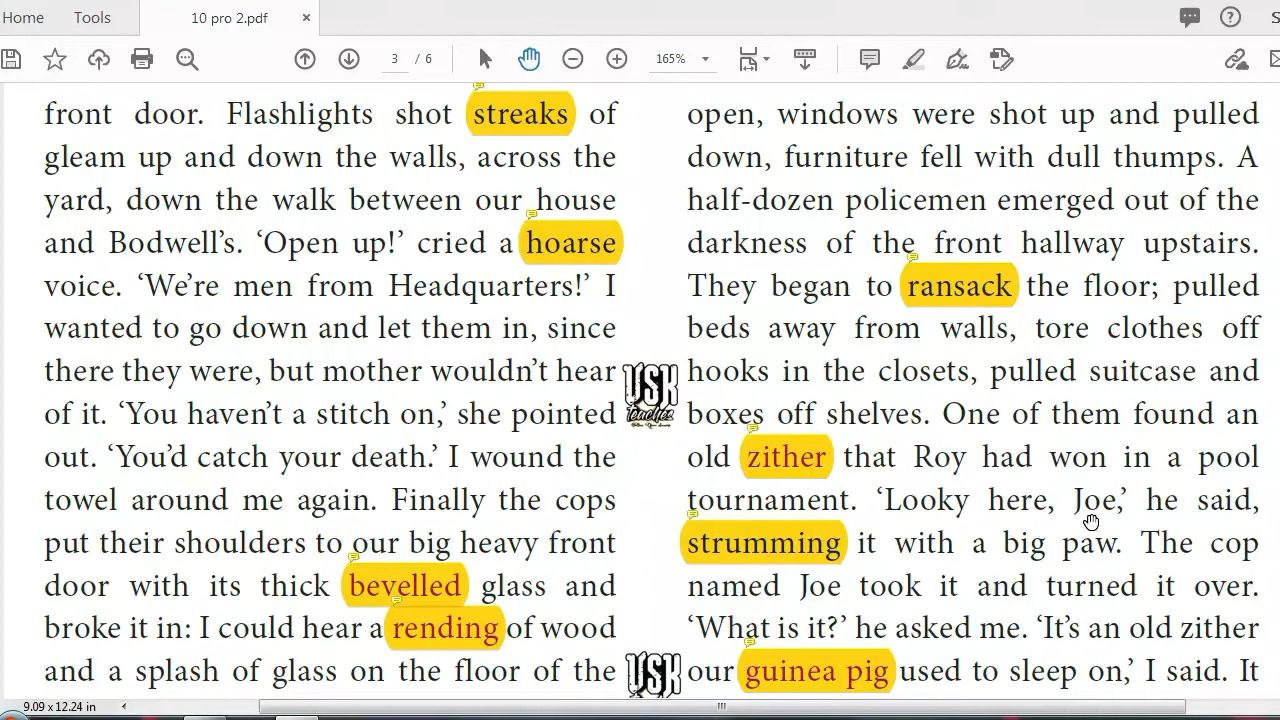 Home Tools 10 pro 2.pdf ×
3 / 6 165%
front door. Flashlights shot streaks of
gleam up and down the walls, across the
yard, down the walk between our house
and Bodwell’s. ‘Open up!’ cried a hoarse
voice. ‘We’re men from Headquarters!’ I
wanted to go down and let them in, since
there they were, but mother wouldn’t hear
of it. ‘You haven’t a stitch on,’ she pointed
out. ‘You’d catch your death.’ I wound the
towel around me again. Finally the cops
put their shoulders to our big heavy front
door with its thick bevelled glass and
broke it in: I could hear a rending of wood
and a splash of glass on the floor of the
VSK
Teaches
VSK
open, windows were shot up and pulled
down, furniture fell with dull thumps. A
half-dozen policemen emerged out of the
darkness of the front hallway upstairs.
They began to ransack the floor; pulled
beds away from walls, tore clothes off
hooks in the closets, pulled suitcase and
boxes off shelves. One of them found an
old zither that Roy had won in a pool
tournament. ‘Looky here, Joe,’ he said,
strumming it with a big paw. The cop
named Joe took it and turned it over.
‘What is it?’ he asked me. ‘It’s an old zither
our guinea pig used to sleep on,’ I said. It
9.09 x 12.24 in